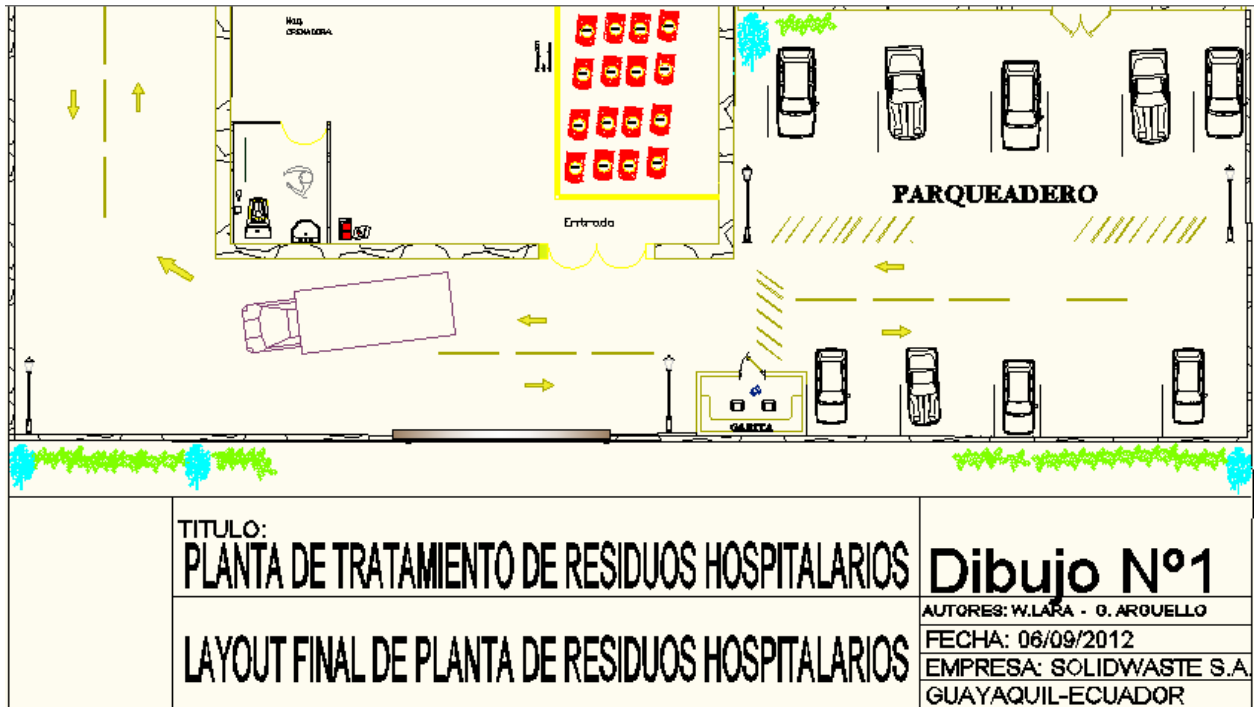 Entrada
PARQUEADERO
GARITA
TITULO:
PLANTA DE TRATAMIENTO DE RESIDUOS HOSPITALARIOS
LAYOUT FINAL DE PLANTA DE RESIDUOS HOSPITALARIOS
Dibujo Nº1
AUTORES: W.LARA - G. ARGUELLO
FECHA: 06/09/2012
EMPRESA: SOLIDWASTE S.A.
GUAYAQUIL-ECUADOR